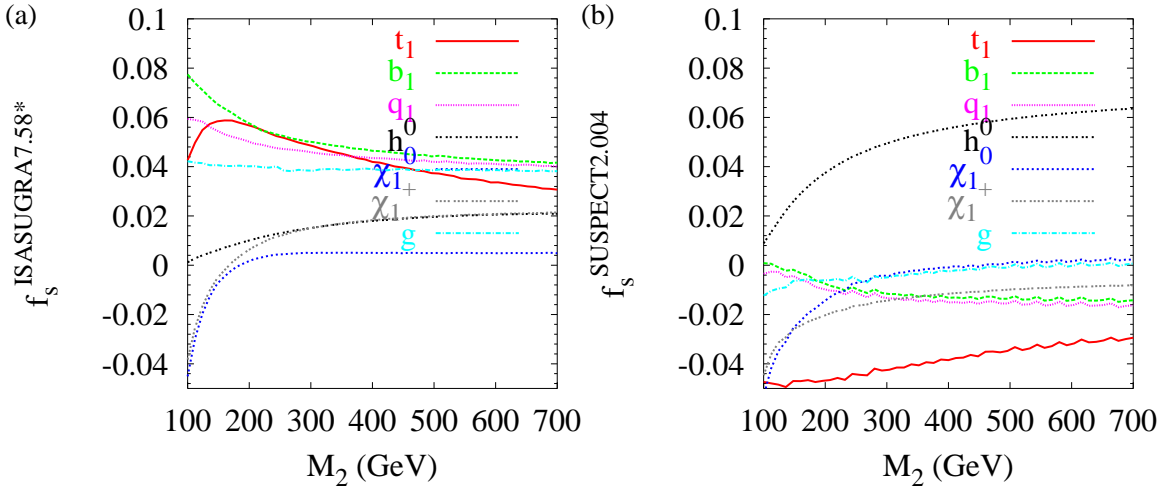 (a)
f_s^ISASUGRA7.58*
0.1
0.08
0.06
0.04
0.02
0
-0.02
-0.04
t_1
b_1
q_1
h^0
χ_1^0
χ_1^+
g
100 200 300 400 500 600 700
M_2 (GeV)
(b)
f_s^SUSPECT2.004
0.1
0.08
0.06
0.04
0.02
0
-0.02
-0.04
t_1
b_1
q_1
h^0
χ_1^0
χ_1^+
g
100 200 300 400 500 600 700
M_2 (GeV)